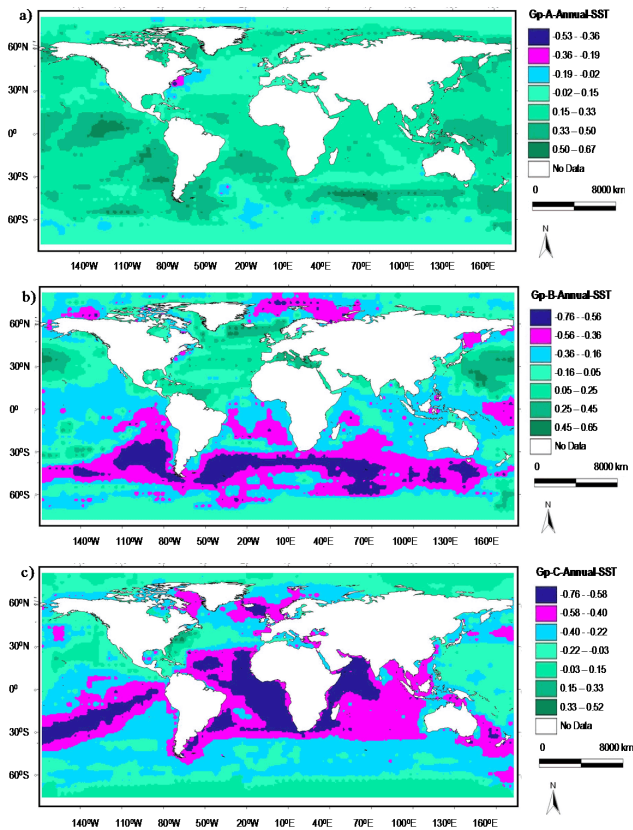 a)
60ºN
30ºN
0º
30ºS
60ºS
140ºW 110ºW 80ºW 50ºW 20ºW 10ºE 40ºE 70ºE 100ºE 130ºE 160ºE
Gp-A-Annual-SST
-0.53 – -0.36
-0.36 – -0.19
-0.19 – -0.02
-0.02 – 0.15
0.15 – 0.33
0.33 – 0.50
0.50 – 0.67
No Data
0 8000 km
N
b)
60ºN
30ºN
0ºN
30ºS
60ºS
140ºW 110ºW 80ºW 50ºW 20ºW 10ºE 40ºE 70ºE 100ºE 130ºE 160ºE
Gp-B-Annual-SST
-0.76 – -0.56
-0.56 – -0.36
-0.36 – -0.16
-0.16 – 0.05
0.05 – 0.25
0.25 – 0.45
0.45 – 0.65
No Data
0 8000 km
N
c)
60ºN
30ºN
0ºN
30ºS
60ºS
140ºW 110ºW 80ºW 50ºW 20ºW 10ºE 40ºE 70ºE 100ºE 130ºE 160ºE
Gp-C-Annual-SST
-0.76 – -0.58
-0.58 – -0.40
-0.40 – -0.22
-0.22 – -0.03
-0.03 – 0.15
0.15 – 0.33
0.33 – 0.52
No Data
0 8000 km
N